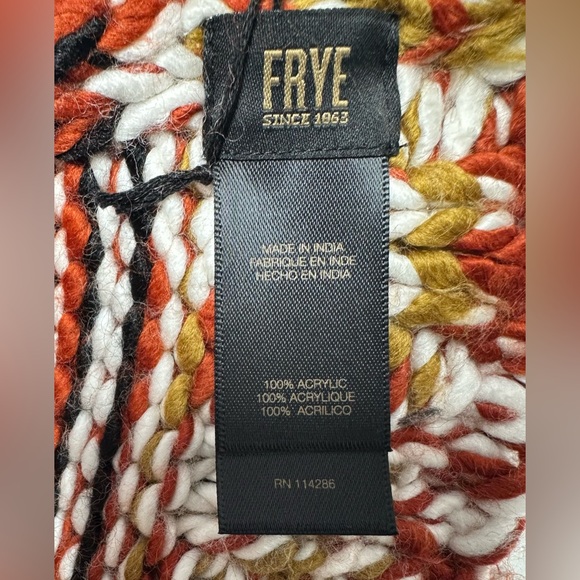 FRYE
SINCE 1963
MADE IN INDIA
FABRIQUE EN INDE
HECHO EN INDIA
100% ACRYLIC
100% ACRYLIQUE
100% ACRILICO
RN 114286